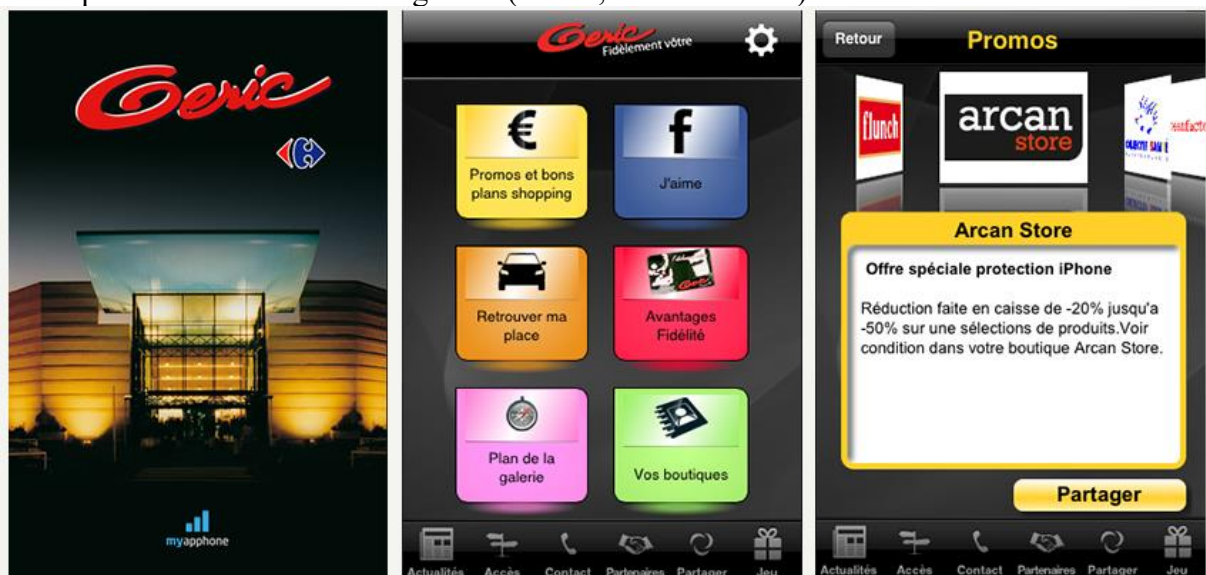 Geric
myapphone
Geric
Fidèlement vôtre
€
Promos et bons
plans shopping
f
J'aime
Retrouver ma
place
Avantages
Fidélité
Plan de la
galerie
Vos boutiques
Actualités Accès Contact Partenaires Partager Jeu
Retour
Promos
flunch
arcan
store
Arcan Store
Offre spéciale protection iPhone
Réduction faite en caisse de -20% jusqu'a
-50% sur une sélections de produits.Voir
condition dans votre boutique Arcan Store.
Partager
Actualités Accès Contact Partenaires Partager Jeu